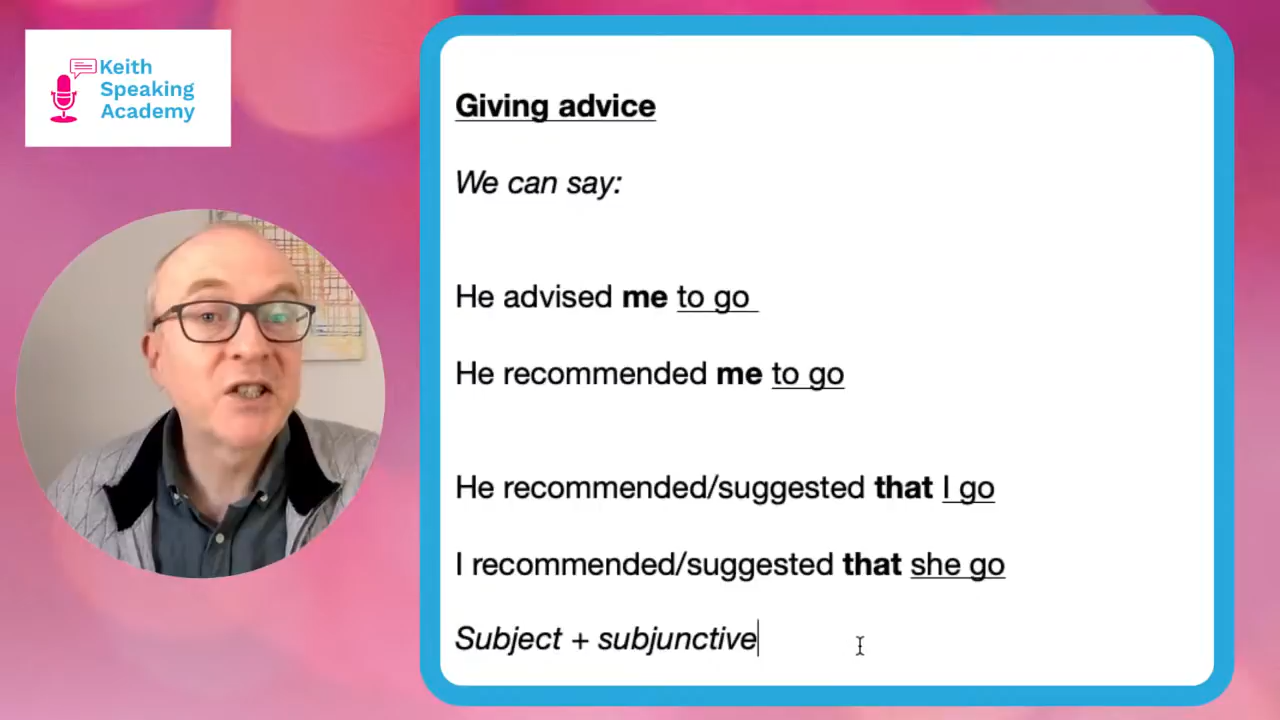 Keith
Speaking
Academy
Giving advice
We can say:
He advised me to go
He recommended me to go
He recommended/suggested that I go
I recommended/suggested that she go
Subject + subjunctive